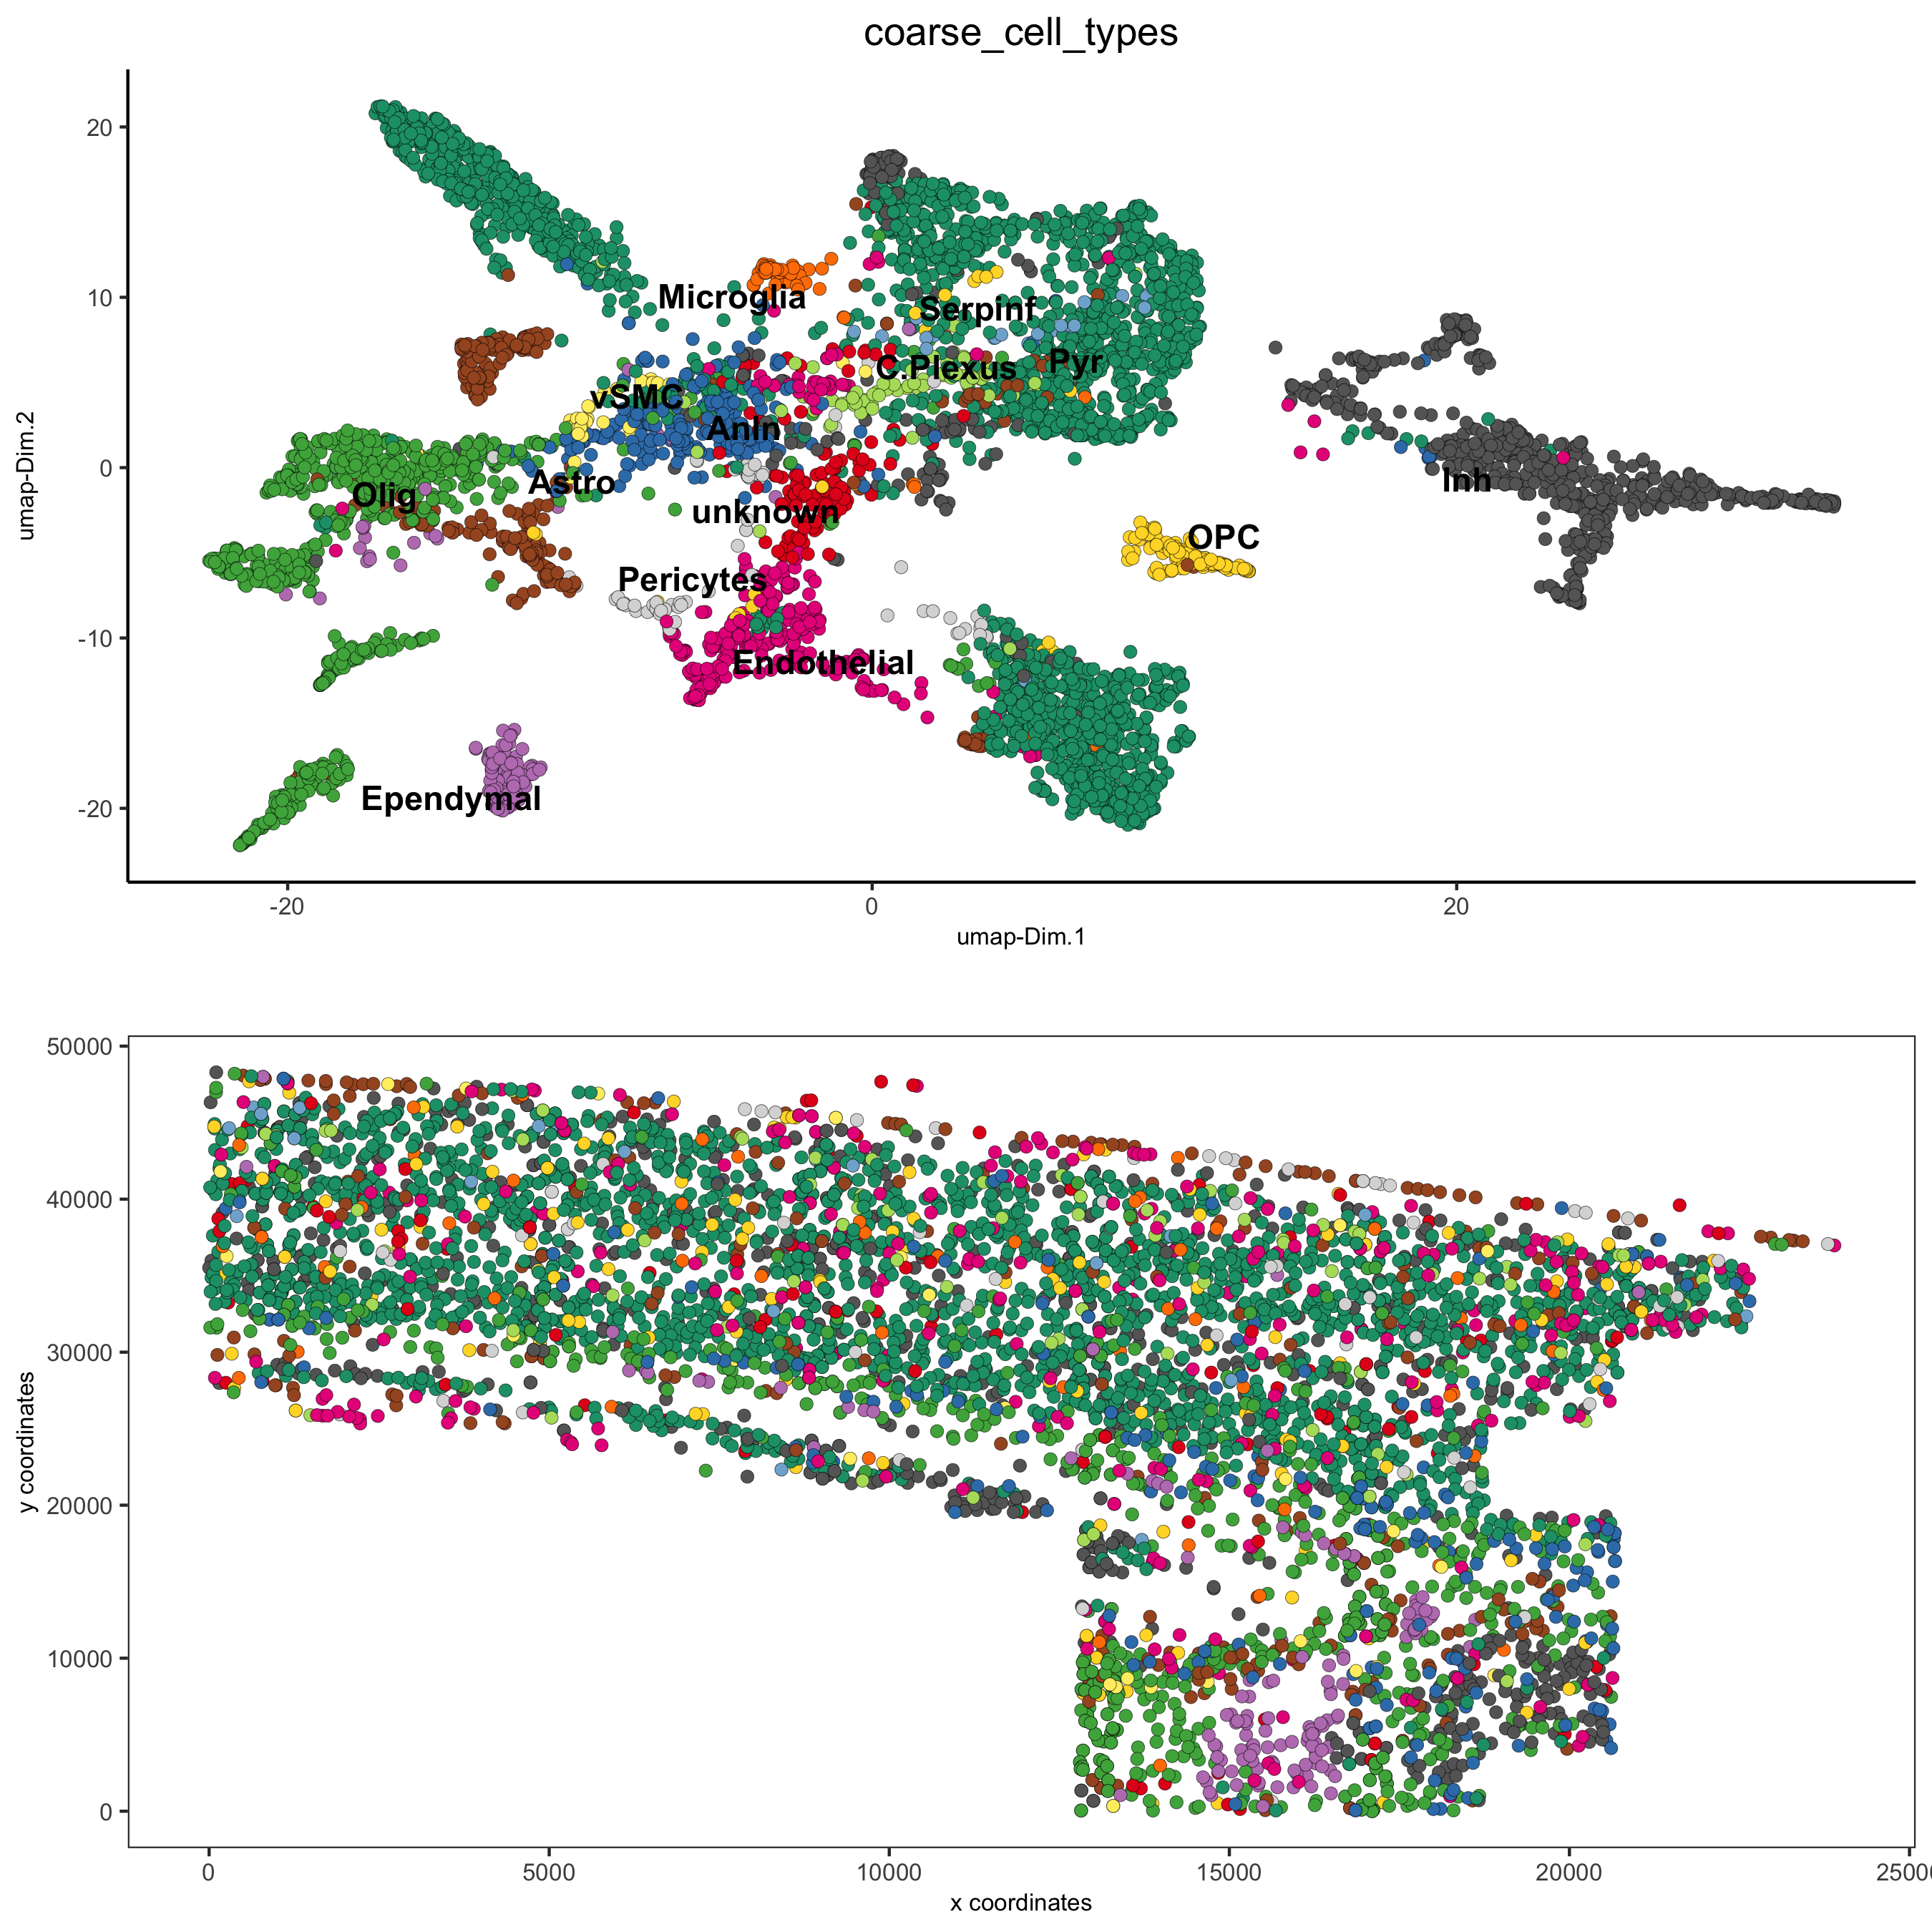 coarse_cell_types
umap-Dim.2
20
10
0
-10
-20
Microglia
Serpinf
C.Plexus
Pyr
vSMC
AnIn
Olig
Astro
Inh
unknown
OPC
Pericytes
Endothelial
Ependymal
-20
0
20
umap-Dim.1
y coordinates
50000
40000
30000
20000
10000
0
0
5000
10000
15000
20000
2500
x coordinates